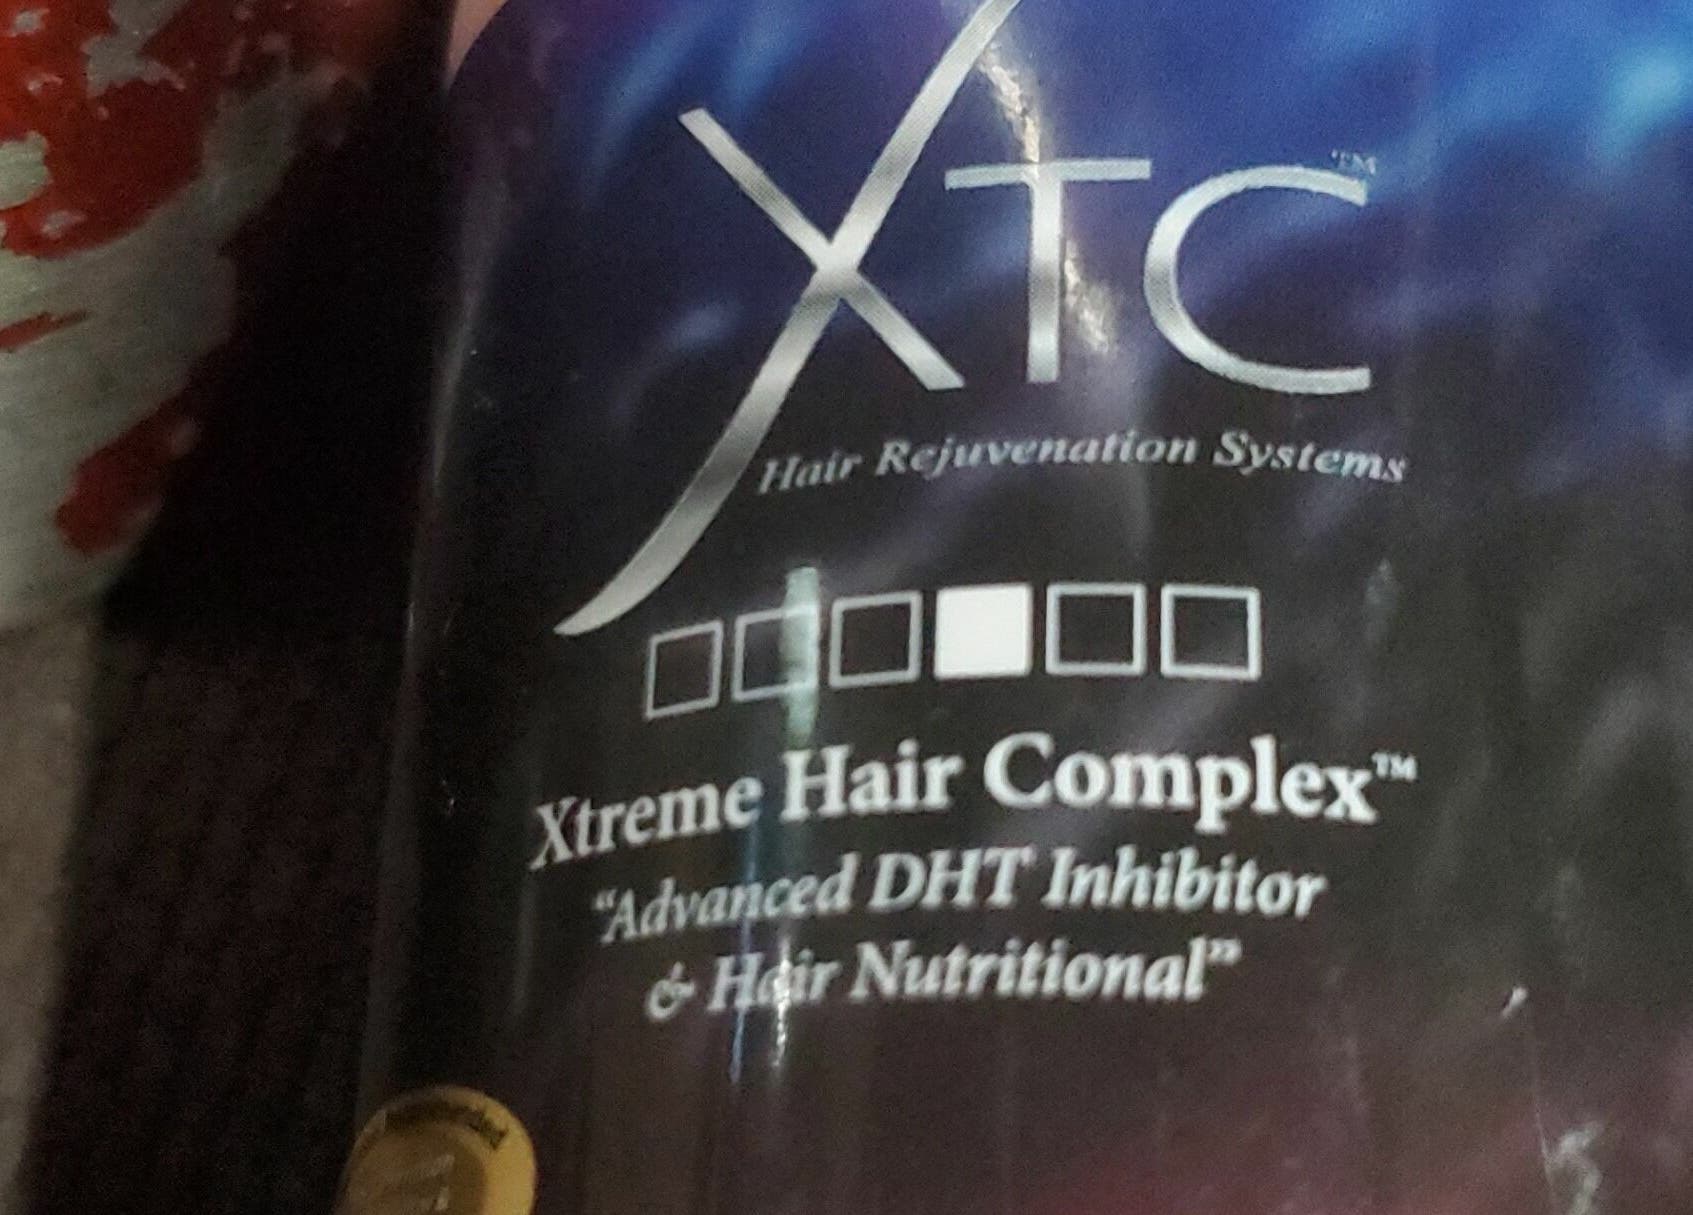 XTC™
Hair Rejuvenation Systems
Xtreme Hair Complex™
“Advanced DHT Inhibitor
& Hair Nutritional”